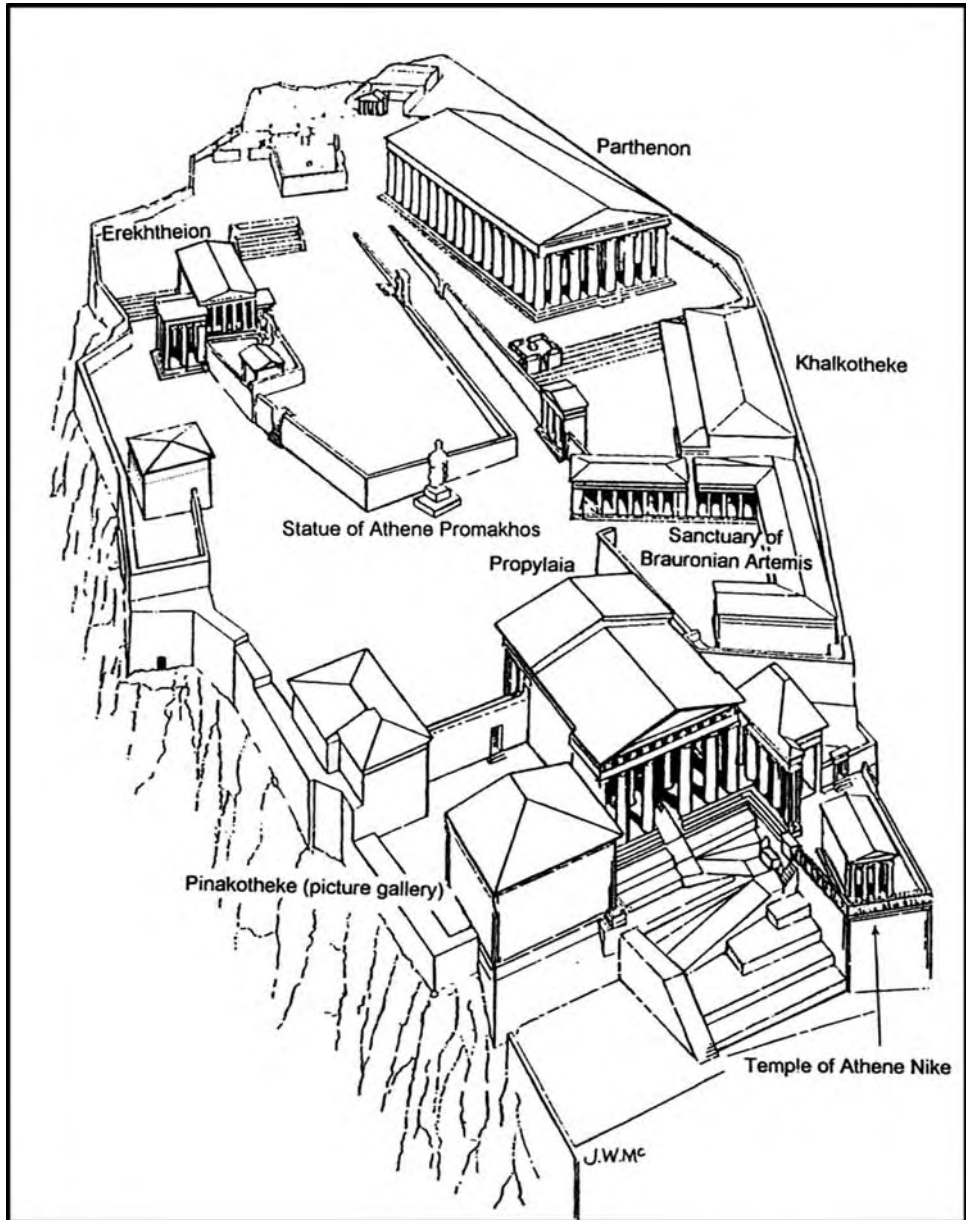 Parthenon
Erekhtheion
Khalkotheke
Statue of Athene Promakhos
Sanctuary of
Brauronian Artemis
Propylaia
Pinakotheke (picture gallery)
Temple of Athene Nike
J.W.Mc